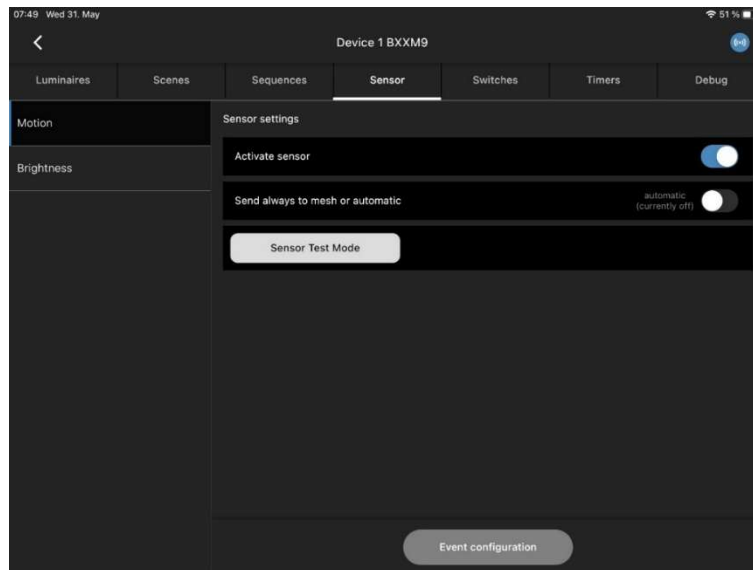 07:49 Wed 31. May
51 %
Device 1 BXXM9
Luminaires Scenes Sequences Sensor Switches Timers Debug
Motion
Brightness
Sensor settings
Activate sensor
Send always to mesh or automatic
automatic
(currently off)
Sensor Test Mode
Event configuration